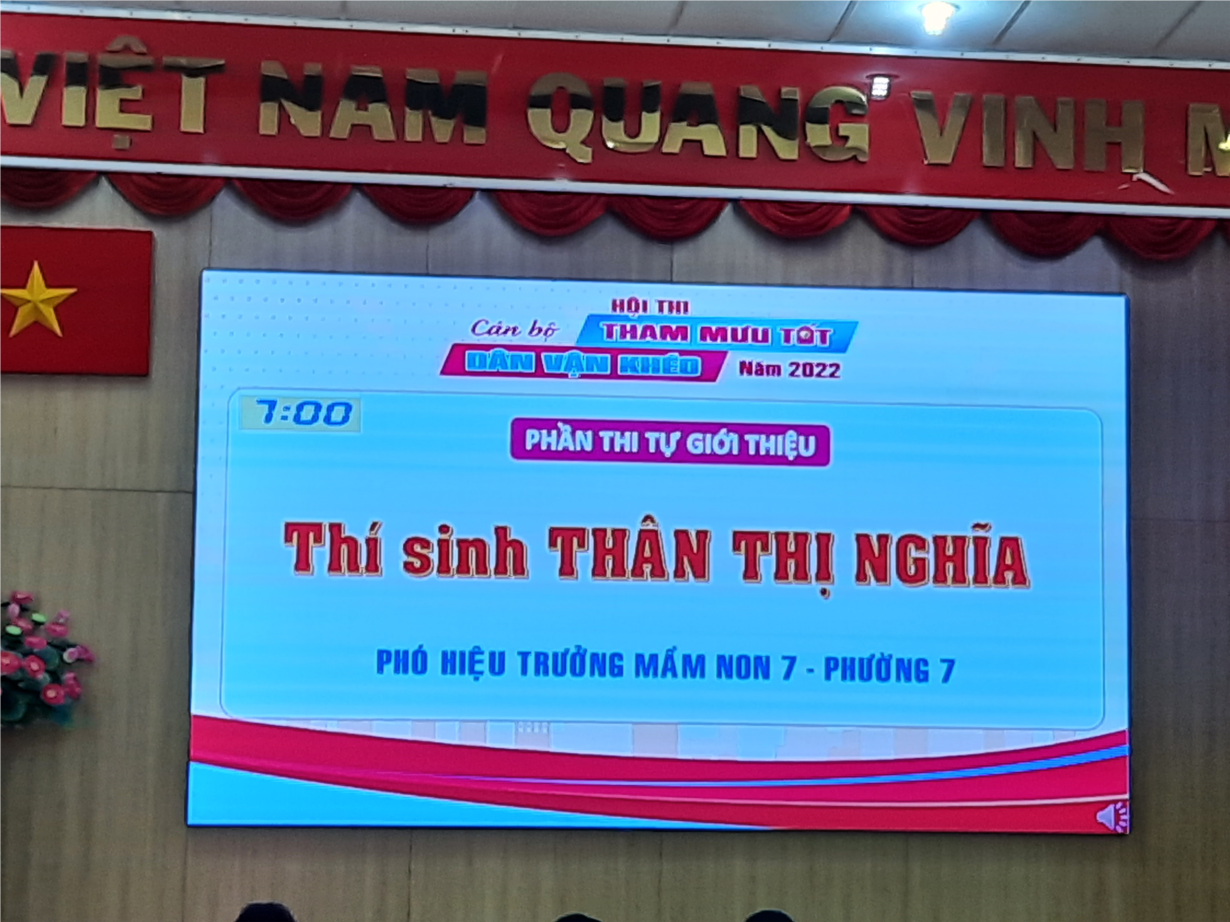 VIỆT NAM QUANG VINH M
HỘI THI
Cán bộ THAM MƯU TỐT
DÂN VẬN KHÉO Năm 2022
7:00
PHẦN THI TỰ GIỚI THIỆU
Thí sinh THÂN THỊ NGHĨA
PHÓ HIỆU TRƯỞNG MẦM NON 7 - PHƯỜNG 7